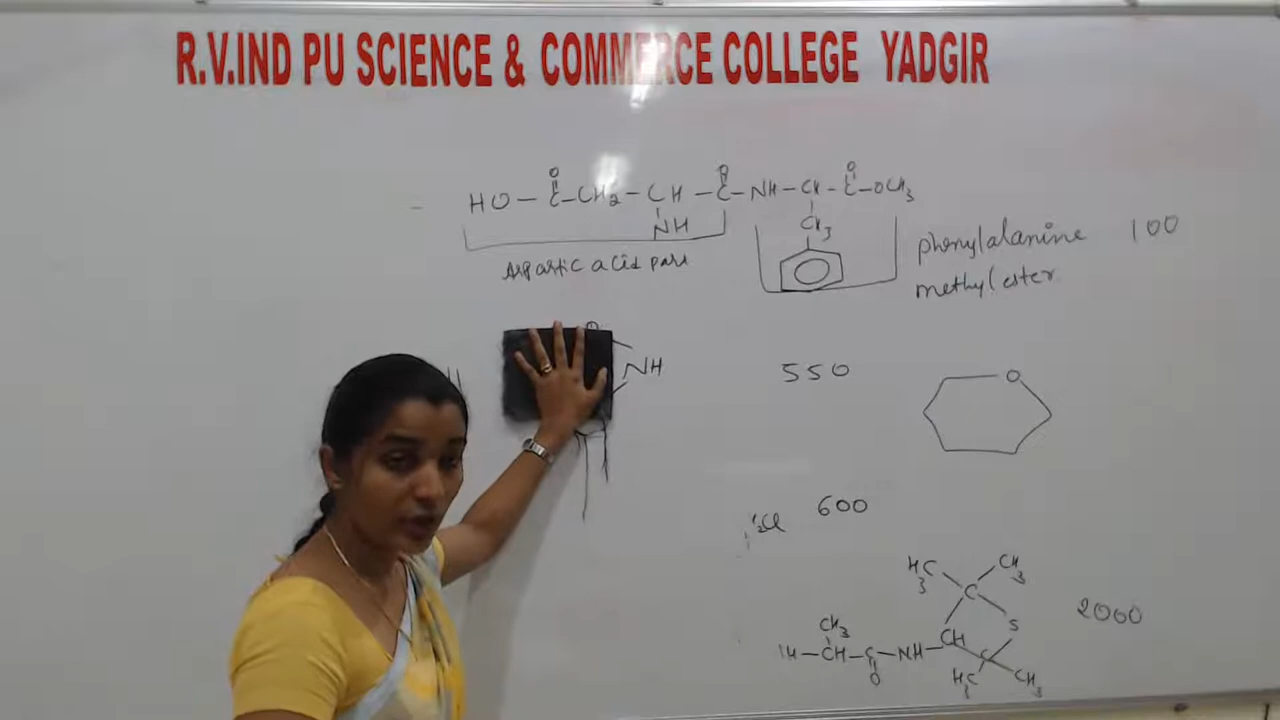 R.V.IND PU SCIENCE & COMMERCE COLLEGE YADGIR
O O O
HO – C – CH2 – CH – C – NH – CH – C – OCH3
NH CH3
Aspartic acid part
phenylalanine 100
methyl ester
NH
550
O
600
H3C CH3
C
CH3 S 2000
CH – C – NH – CH C
O H3C CH3